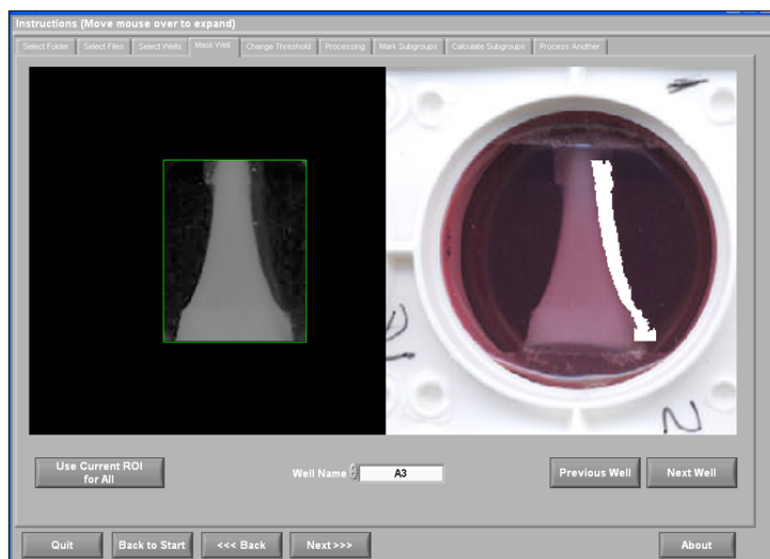 Instructions (Move mouse over to expand)
Select Folder Select Files Select Wells Mask Well Change Threshold Processing Mark Subgroups Calculate Subgroups Process Another
Use Current ROI
for All
Well Name A3
Previous Well Next Well
Quit Back to Start <<< Back Next >>> About